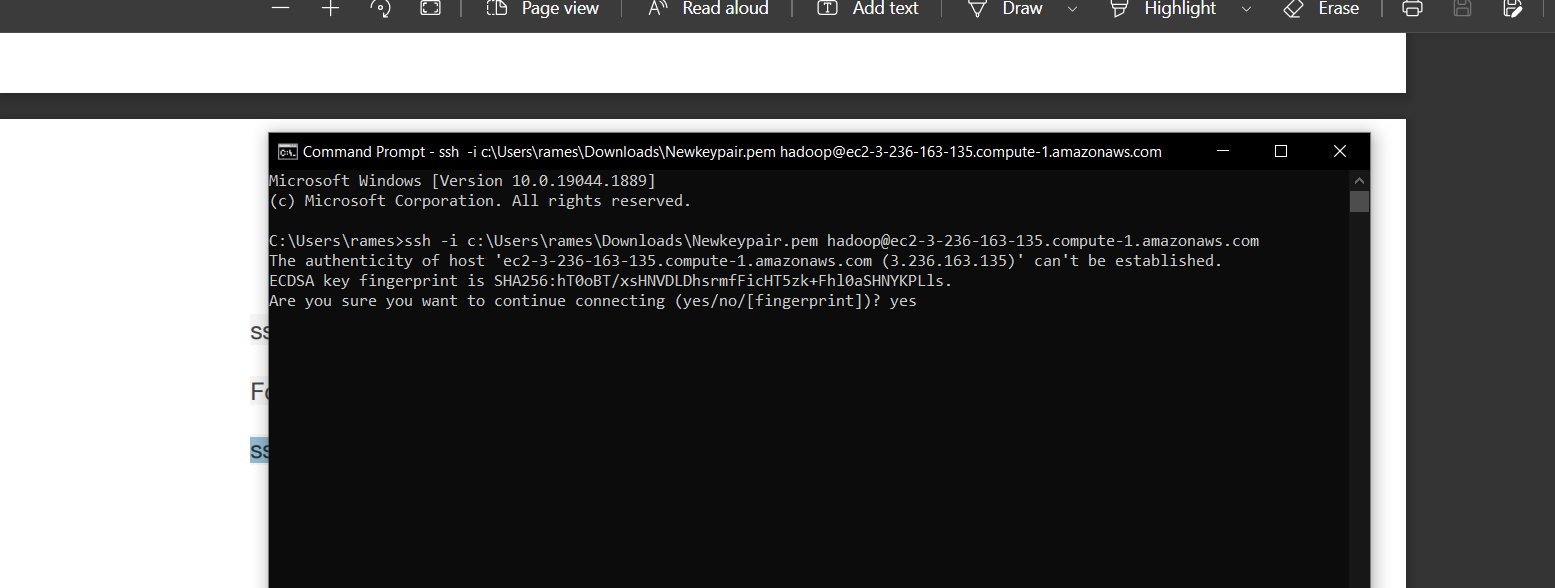 Page view
Read aloud
Add text
Draw
Highlight
Erase
Command Prompt - ssh  -i c:\Users\rames\Downloads\Newkeypair.pem hadoop@ec2-3-236-163-135.compute-1.amazonaws.com
Microsoft Windows [Version 10.0.19044.1889]
(c) Microsoft Corporation. All rights reserved.
C:\Users\rames>ssh -i c:\Users\rames\Downloads\Newkeypair.pem hadoop@ec2-3-236-163-135.compute-1.amazonaws.com
The authenticity of host 'ec2-3-236-163-135.compute-1.amazonaws.com (3.236.163.135)' can't be established.
ECDSA key fingerprint is SHA256:hT0oBT/xsHNVDLDhsrmfFicHT5zk+Fhl0aSHNYKPLls.
Are you sure you want to continue connecting (yes/no/[fingerprint])? yes
ss
Fo
ss